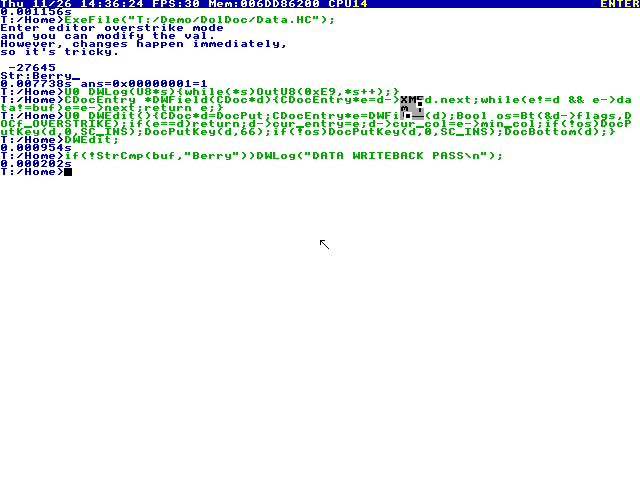 Thu 11/26 14:36:24 FPS:30 Mem:006DD86200 CPU14 ENTER
0.001156s
T:/Home>ExeFile("T:/Demo/DolDoc/Data.HC");
Enter editor overstrike mode
and you can modify the val.
However, changes happen immediately,
so it's tricky.
-27645
Str:Berry_
0.007738s ans=0x00000001=1
T:/Home>U0 DWLog(U8*s){while(*s)OutU8(0xE9,*s++);}
T:/Home>CDocEntry *DWField(CDoc*d){CDocEntry*e=d-> d.next;while(e!=d && e->da
ta!=buf)e=e->next;return e;}
T:/Home>U0 DWEdit(){CDoc*d=DocPut;CDocEntry*e=DWFi (d);Bool os=Bt(&d->flags,D
OCf_OVERSTRIKE);if(e==d)return;d->cur_entry=e;d->cur_col=e->min_col;if(!os)DocP
utKey(d,0,SC_INS);DocPutKey(d,66);if(!os)DocPutKey(d,0,SC_INS);DocBottom(d);}
T:/Home>DWEdit;
0.000954s
T:/Home>if(!StrCmp(buf,"Berry"))DWLog("DATA WRITEBACK PASS\n");
0.000202s
T:/Home>